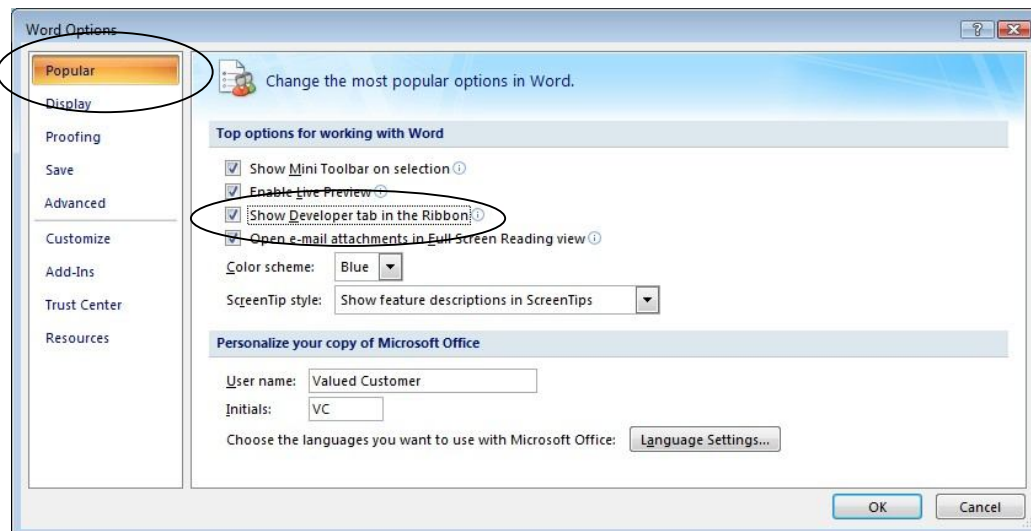 Word Options
Popular
Display
Proofing
Save
Advanced
Customize
Add-Ins
Trust Center
Resources
Change the most popular options in Word.
Top options for working with Word
Show Mini Toolbar on selection
Enable Live Preview
Show Developer tab in the Ribbon
Open e-mail attachments in Full Screen Reading view
Color scheme: Blue
ScreenTip style: Show feature descriptions in ScreenTips
Personalize your copy of Microsoft Office
User name: Valued Customer
Initials: VC
Choose the languages you want to use with Microsoft Office: Language Settings...
OK Cancel